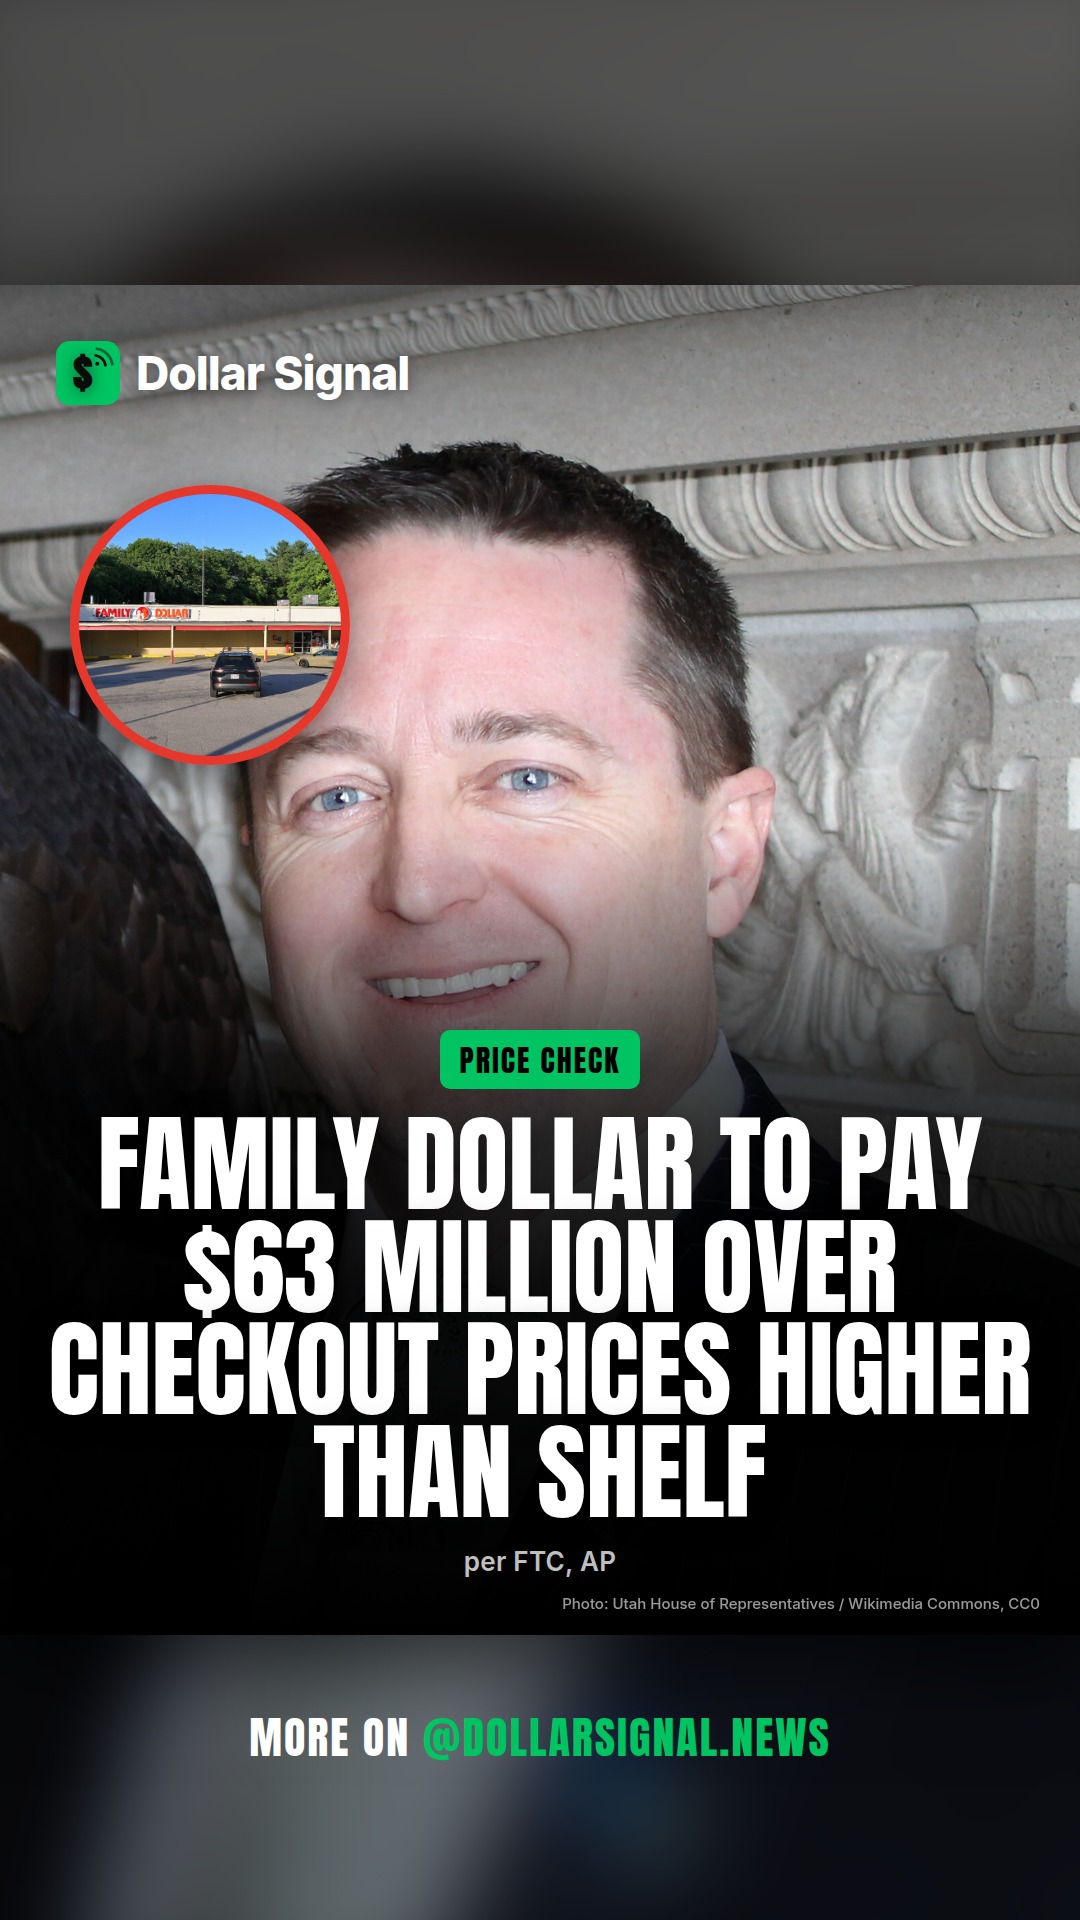 $
Dollar Signal
FAMILY DOLLAR
PRICE CHECK
FAMILY DOLLAR TO PAY
$63 MILLION OVER
CHECKOUT PRICES HIGHER
THAN SHELF
per FTC, AP
Photo: Utah House of Representatives / Wikimedia Commons, CC0
MORE ON @DOLLARSIGNAL.NEWS